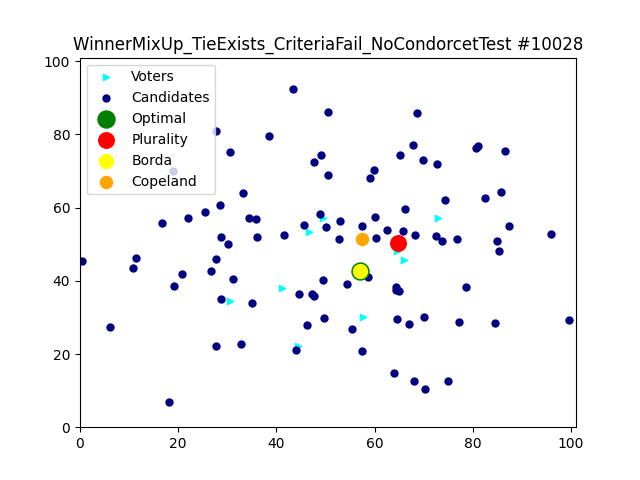 WinnerMixUp_TieExists_CriteriaFail_NoCondorcetTest #10028
Voters
Candidates
Optimal
Plurality
Borda
Copeland
100
80
60
40
20
0
0 20 40 60 80 100